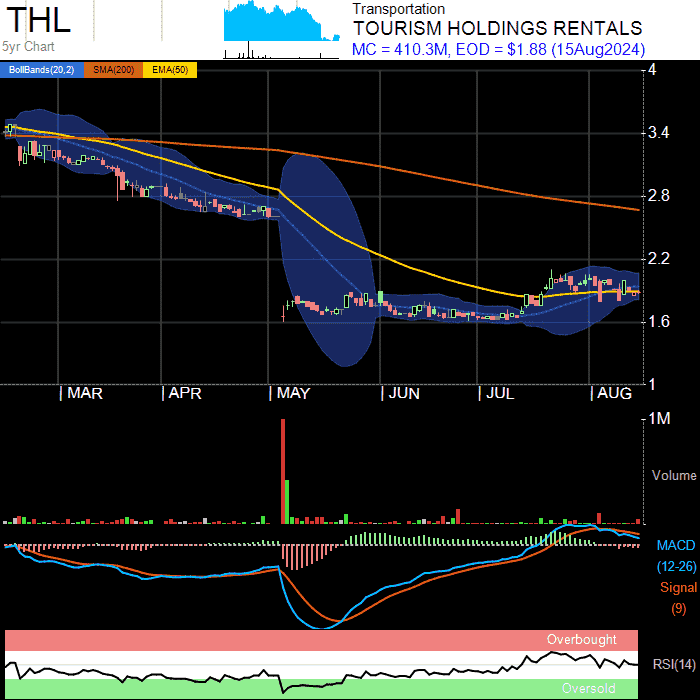 THL
5yr Chart
Transportation
TOURISM HOLDINGS RENTALS
MC = 410.3M, EOD = $1.88 (15Aug2024)
BollBands(20,2) SMA(200) EMA(50)
4
3.4
2.8
2.2
1.6
1
MAR APR MAY JUN JUL AUG
1M
Volume
MACD
(12-26)
Signal
(9)
Overbought
RSI(14)
Oversold